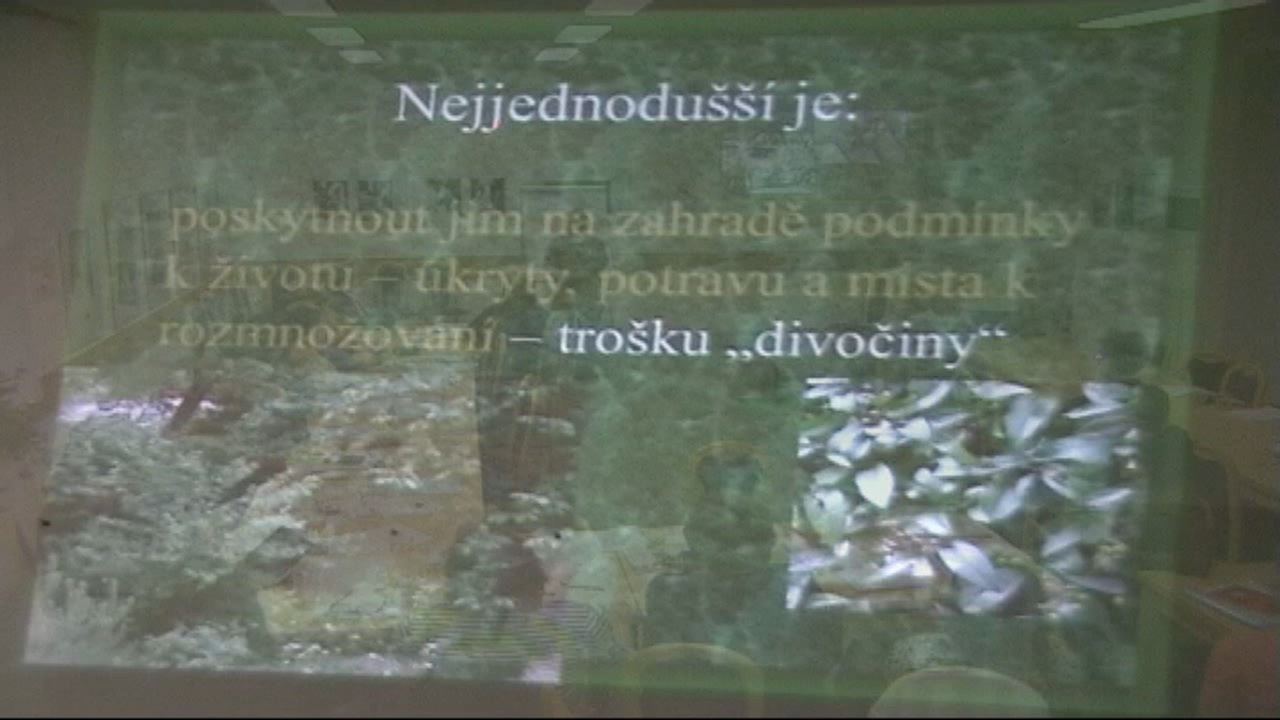 Nejjednodušší je:
poskytnout jim na zahradě podmínky
k životu – úkryty, potravu a místa k
rozmnožování – trošku „divočiny“